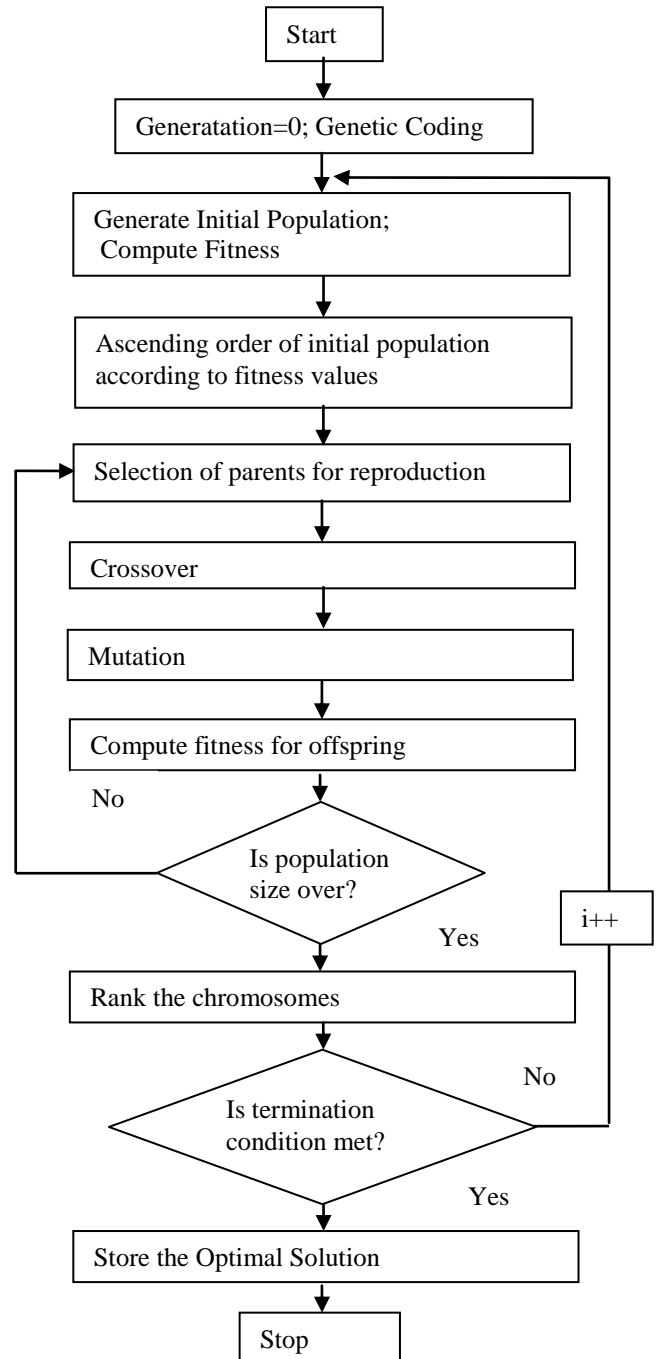 Start
Generatation=0; Genetic Coding
Generate Initial Population;
Compute Fitness
Ascending order of initial population
according to fitness values
Selection of parents for reproduction
Crossover
Mutation
Compute fitness for offspring
No
Is population
size over?
i++
Yes
Rank the chromosomes
No
Is termination
condition met?
Yes
Store the Optimal Solution
Stop